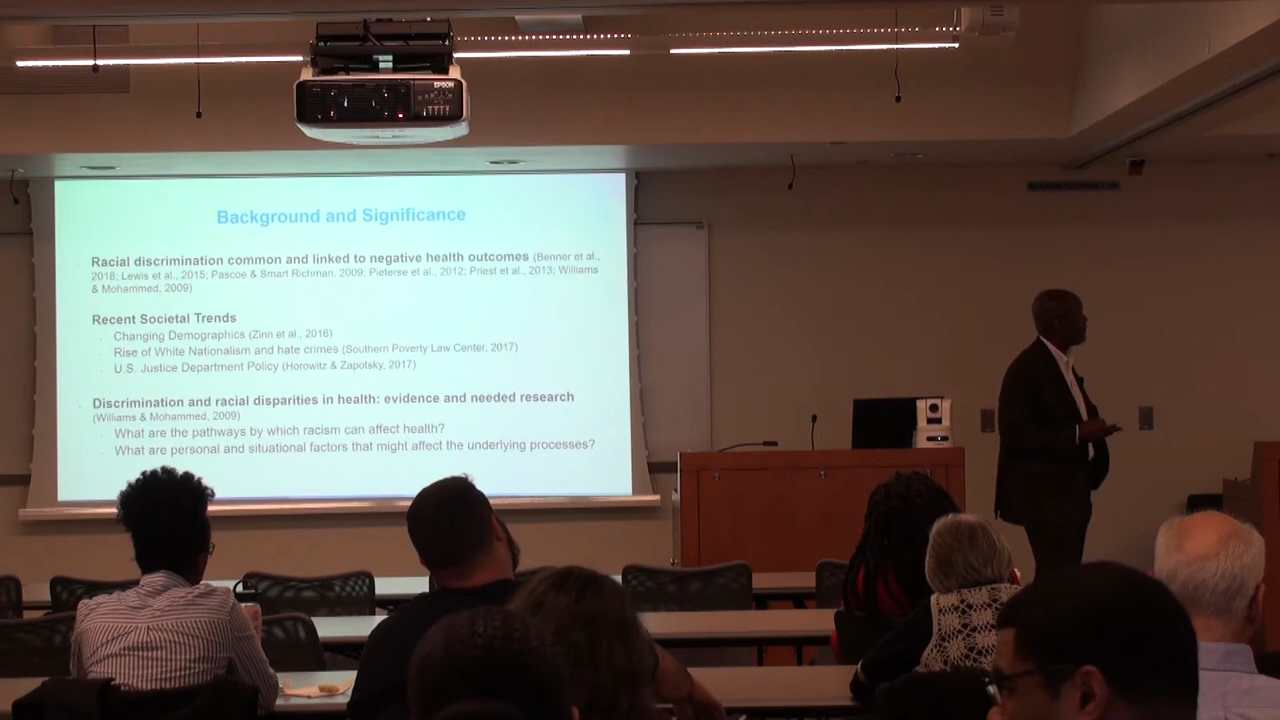 EPSON
Background and Significance
Racial discrimination common and linked to negative health outcomes (Benner et al.,
2018; Lewis et al., 2015; Pascoe & Smart Richman, 2009; Pieterse et al., 2012; Priest et al., 2013; Williams
& Mohammed, 2009)
Recent Societal Trends
Changing Demographics (Zinn et al., 2016)
Rise of White Nationalism and hate crimes (Southern Poverty Law Center, 2017)
U.S. Justice Department Policy (Horowitz & Zapotsky, 2017)
Discrimination and racial disparities in health: evidence and needed research
(Williams & Mohammed, 2009)
What are the pathways by which racism can affect health?
What are personal and situational factors that might affect the underlying processes?